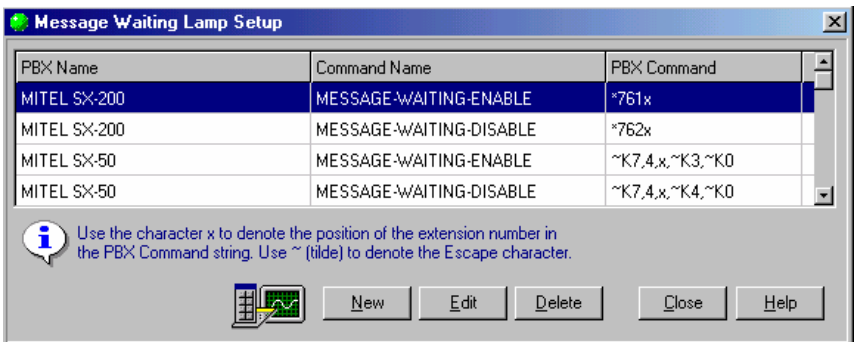 Message Waiting Lamp Setup
PBX Name Command Name PBX Command
MITEL SX-200 MESSAGE-WAITING-ENABLE *761x
MITEL SX-200 MESSAGE-WAITING-DISABLE *762x
MITEL SX-50 MESSAGE-WAITING-ENABLE ~K7,4,x,~K3,~K0
MITEL SX-50 MESSAGE-WAITING-DISABLE ~K7,4,x,~K4,~K0
Use the character x to denote the position of the extension number in
the PBX Command string. Use ~ (tilde) to denote the Escape character.
New Edit Delete Close Help